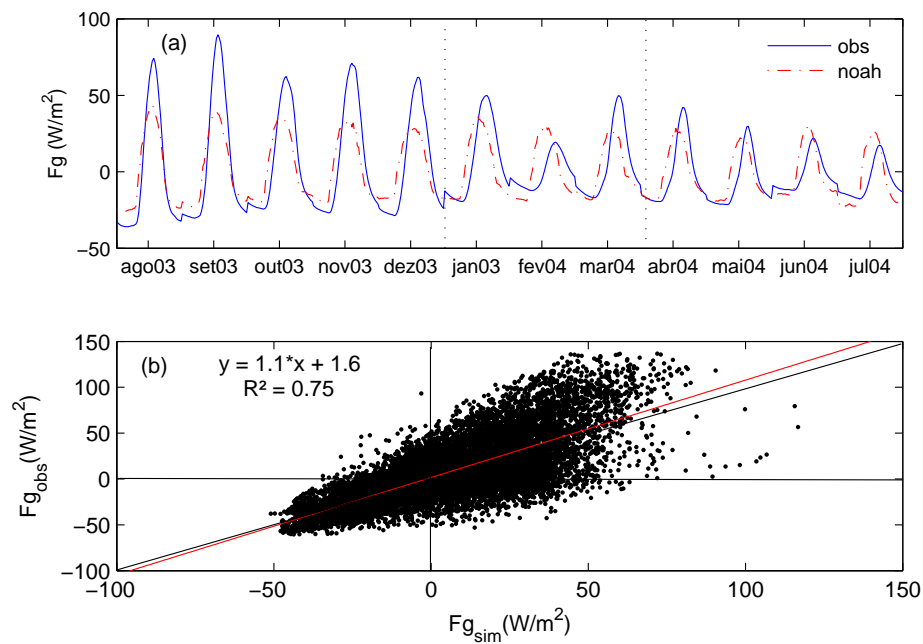 100
(a)
obs
noah
50
Fg (W/m²)
0
−50
ago03 set03 out03 nov03 dez03 jan03 fev04 mar04 abr04 mai04 jun04 jul04
150
(b)
y = 1.1*x + 1.6
R² = 0.75
100
50
Fg_obs(W/m²)
0
−50
−100
−100 −50 0 50 100 150
Fg_sim(W/m²)